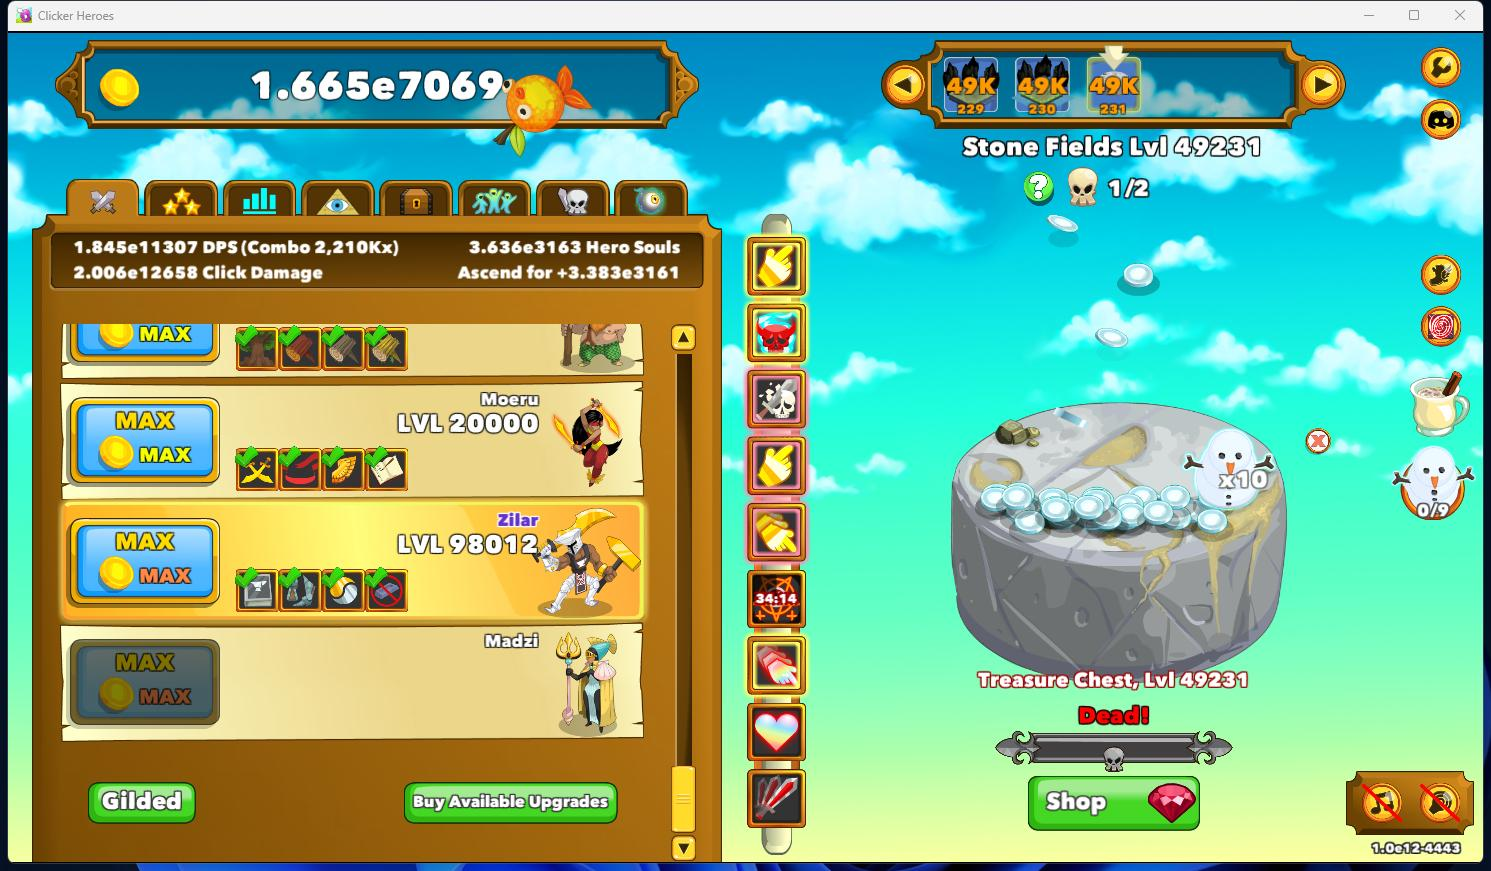 Clicker Heroes
1.665e7069
49K
229
49K
230
49K
231
Stone Fields Lvl 49231
?
1/2
1.845e11307 DPS (Combo 2,210Kx)
3.636e3163 Hero Souls
2.006e12658 Click Damage
Ascend for +3.383e3161
MAX
Moeru
LVL 20000
MAX
MAX
Zilar
LVL 98012
MAX
MAX
Madzi
MAX
MAX
Gilded
Buy Available Upgrades
34:14
x10
X
0/9
Treasure Chest, Lvl 49231
Dead!
Shop
1.0e12-4443